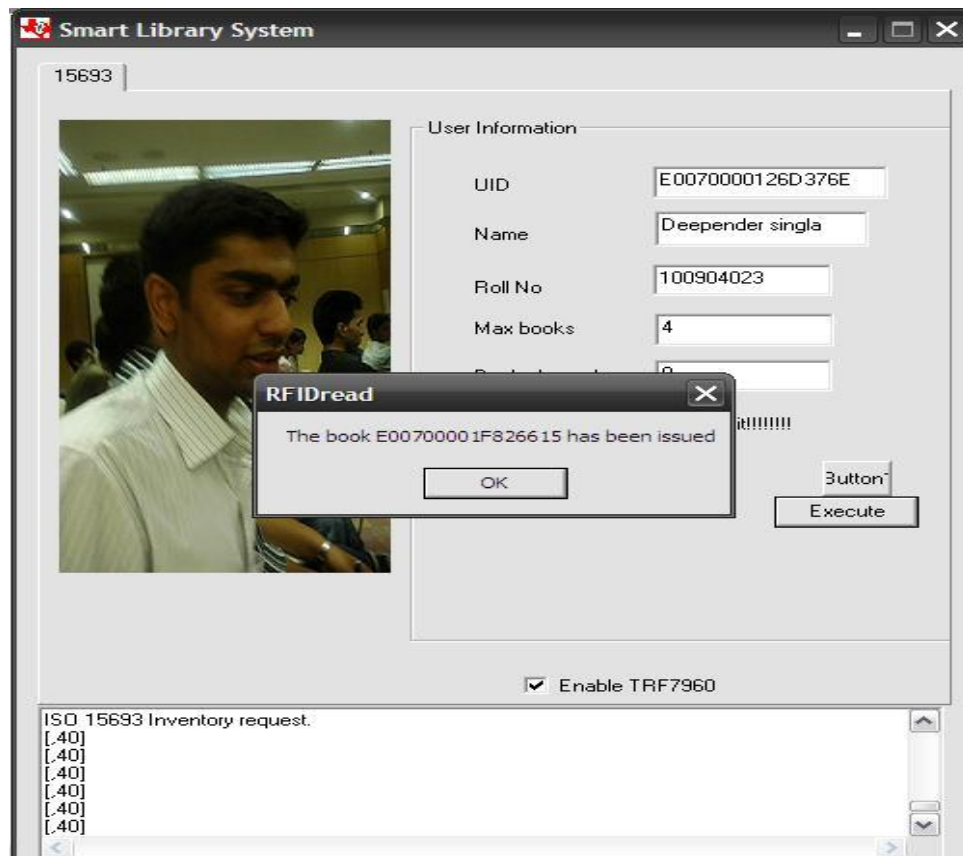 Smart Library System
15693
User Information
UID
E0070000126D376E
Name
Deepender singla
Roll No
100904023
Max books
4
RFIDread
The book E00700001F826615 has been issued
OK
it!!!!!!!!
Button
Execute
Enable TRF7960
ISO 15693 Inventory request.
[,40]
[,40]
[,40]
[,40]
[,40]
[,40]